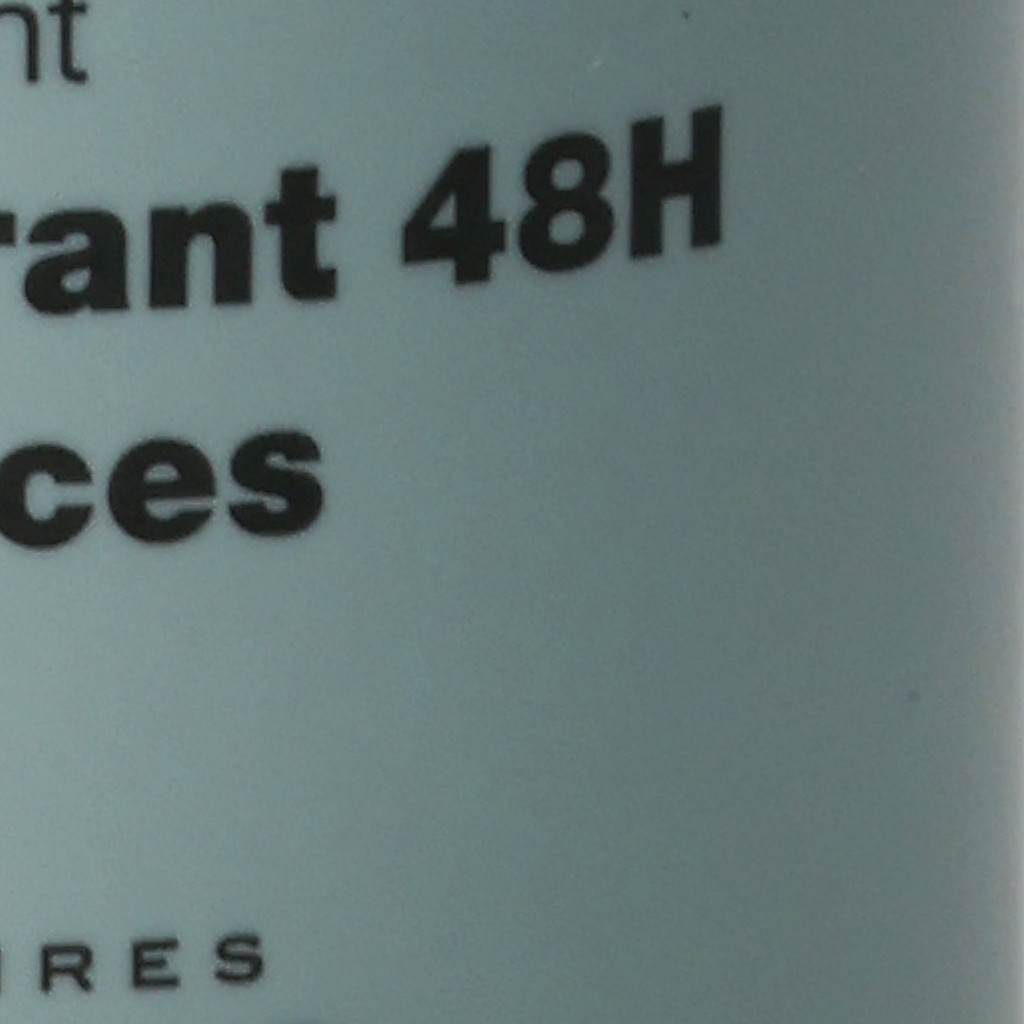 nt
rant 48H
ces
IRES